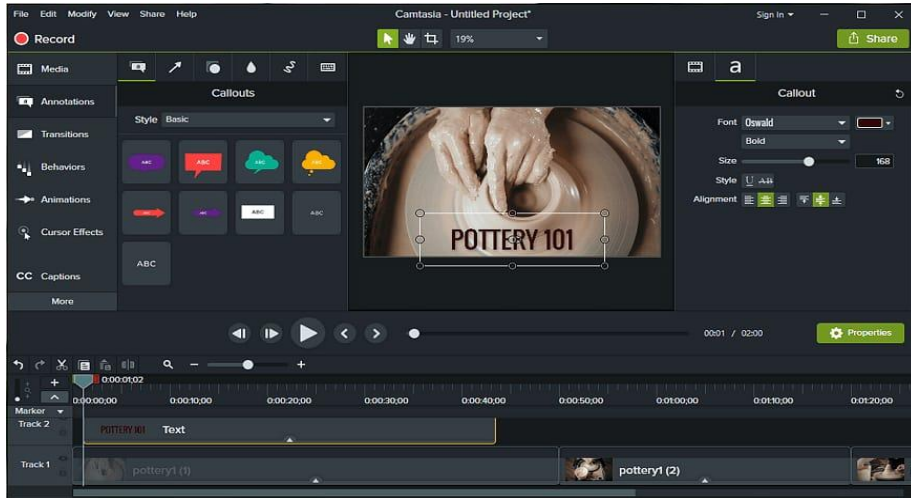 File Edit Modify View Share Help
Camtasia - Untitled Project*
Sign In
Record
19%
Share
Media
Annotations
Transitions
Behaviors
Animations
Cursor Effects
CC Captions
More
Callouts
Style Basic
ABC ABC ABC ABC
ABC ABC ABC ABC
ABC
POTTERY 101
a
Callout
Font Oswald
Bold
Size 168
Style U AB
Alignment
00:01 / 02:00
Properties
0:00:01;02
0:00:00;00 0:00:10;00 0:00:20;00 0:00:30;00 0:00:40;00 0:00:50;00 0:01:00;00 0:01:10;00 0:01:20;00
Marker
Track 2
POTTERY 101 Text
Track 1
pottery1 (1)
pottery1 (2)